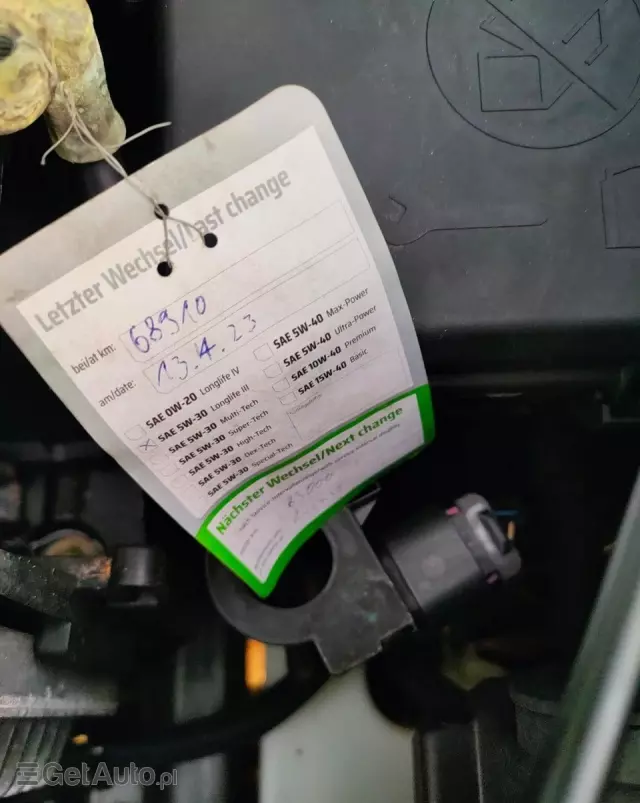 Letzter Wechsel/Last change
bei/at km: 68910
am/date: 13.4.23
SAE 0W-20 Longlife IV
SAE 5W-30 Longlife III
SAE 5W-30 Multi-Tech
SAE 5W-30 Super-Tech
SAE 5W-30 High-Tech
SAE 5W-30 Dex-Tech
SAE 5W-30 Special-Tech
SAE 5W-40 Max-Power
SAE 5W-40 Ultra-Power
SAE 10W-40 Premium
SAE 15W-40 Basic
Nächster Wechsel/Next change
GetAuto.pl